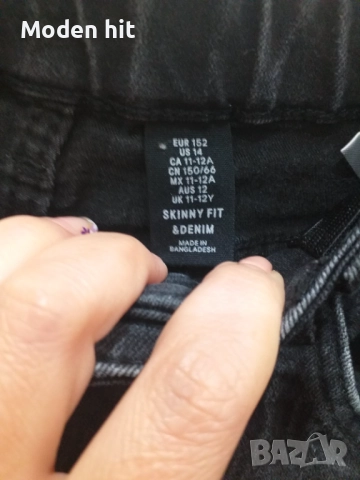 Moden hit
EUR 152
US 14
CA 11-12A
CN 150/66
MX 11-12A
AUS 12
UK 11-12Y
SKINNY FIT
&DENIM
MADE IN
BANGLADESH
BAZAR